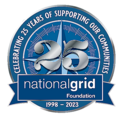 CELEBRATING 25 YEARS OF SUPPORTING OUR COMMUNITIES
25
nationalgrid
Foundation
1998 - 2023